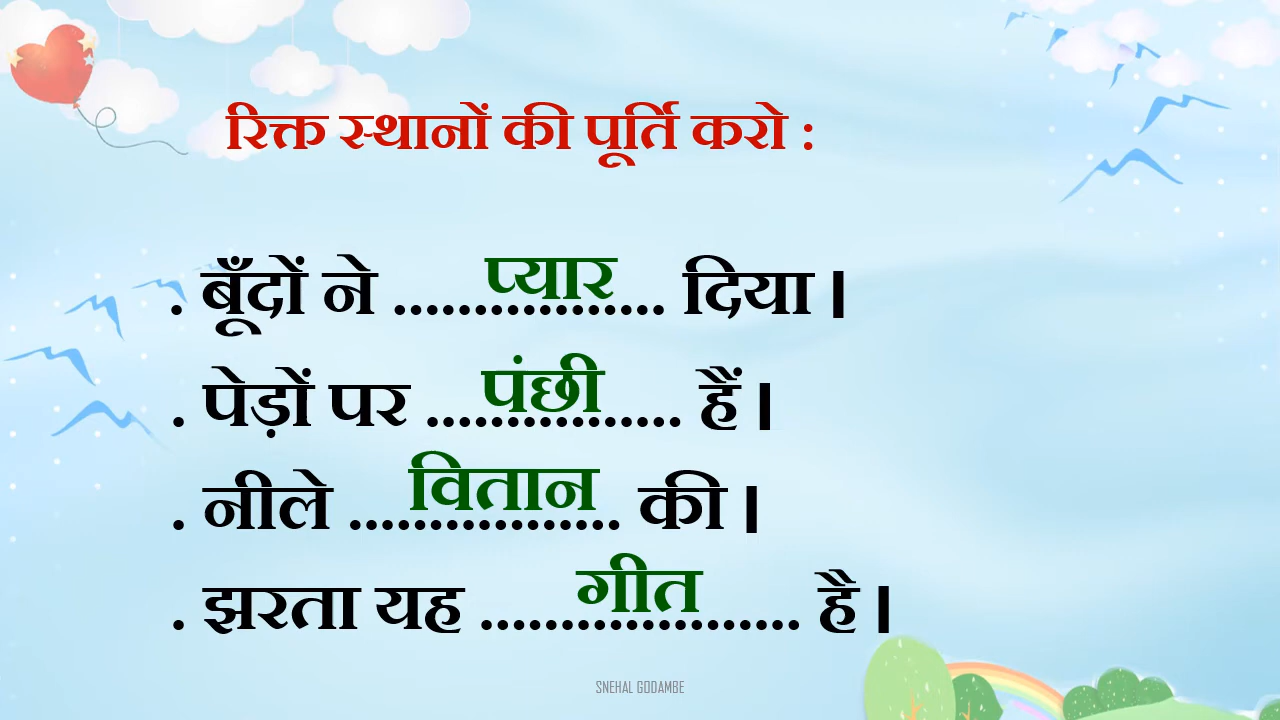 रिक्त स्थानों की पूर्ति करो :
. बूँदों ने ................. प्यार दिया।
. पेड़ों पर ................ पंछी हैं।
. नीले ................. वितान की।
. झरता यह .................... गीत है।
SNEHAL GODAMBE